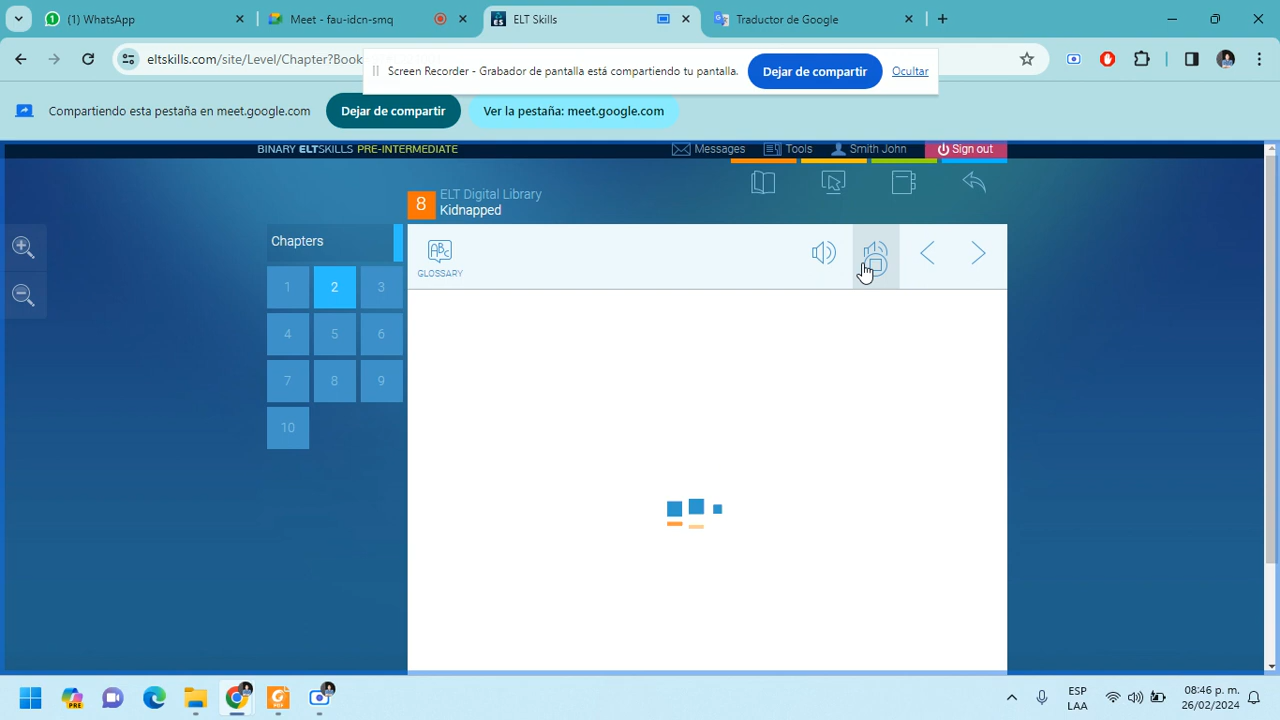 (1) WhatsApp
Meet - fau-idcn-smq
ELT Skills
Traductor de Google
eltskills.com/site/Level/Chapter?Book
Screen Recorder - Grabador de pantalla está compartiendo tu pantalla.
Dejar de compartir
Ocultar
Compartiendo esta pestaña en meet.google.com
Dejar de compartir
Ver la pestaña: meet.google.com
BINARY ELTSKILLS PRE-INTERMEDIATE
Messages
Tools
Smith John
Sign out
8
ELT Digital Library
Kidnapped
Chapters
ABC
GLOSSARY
1 2 3
4 5 6
7 8 9
10
PRE
ESP
LAA
08:46 p. m.
26/02/2024